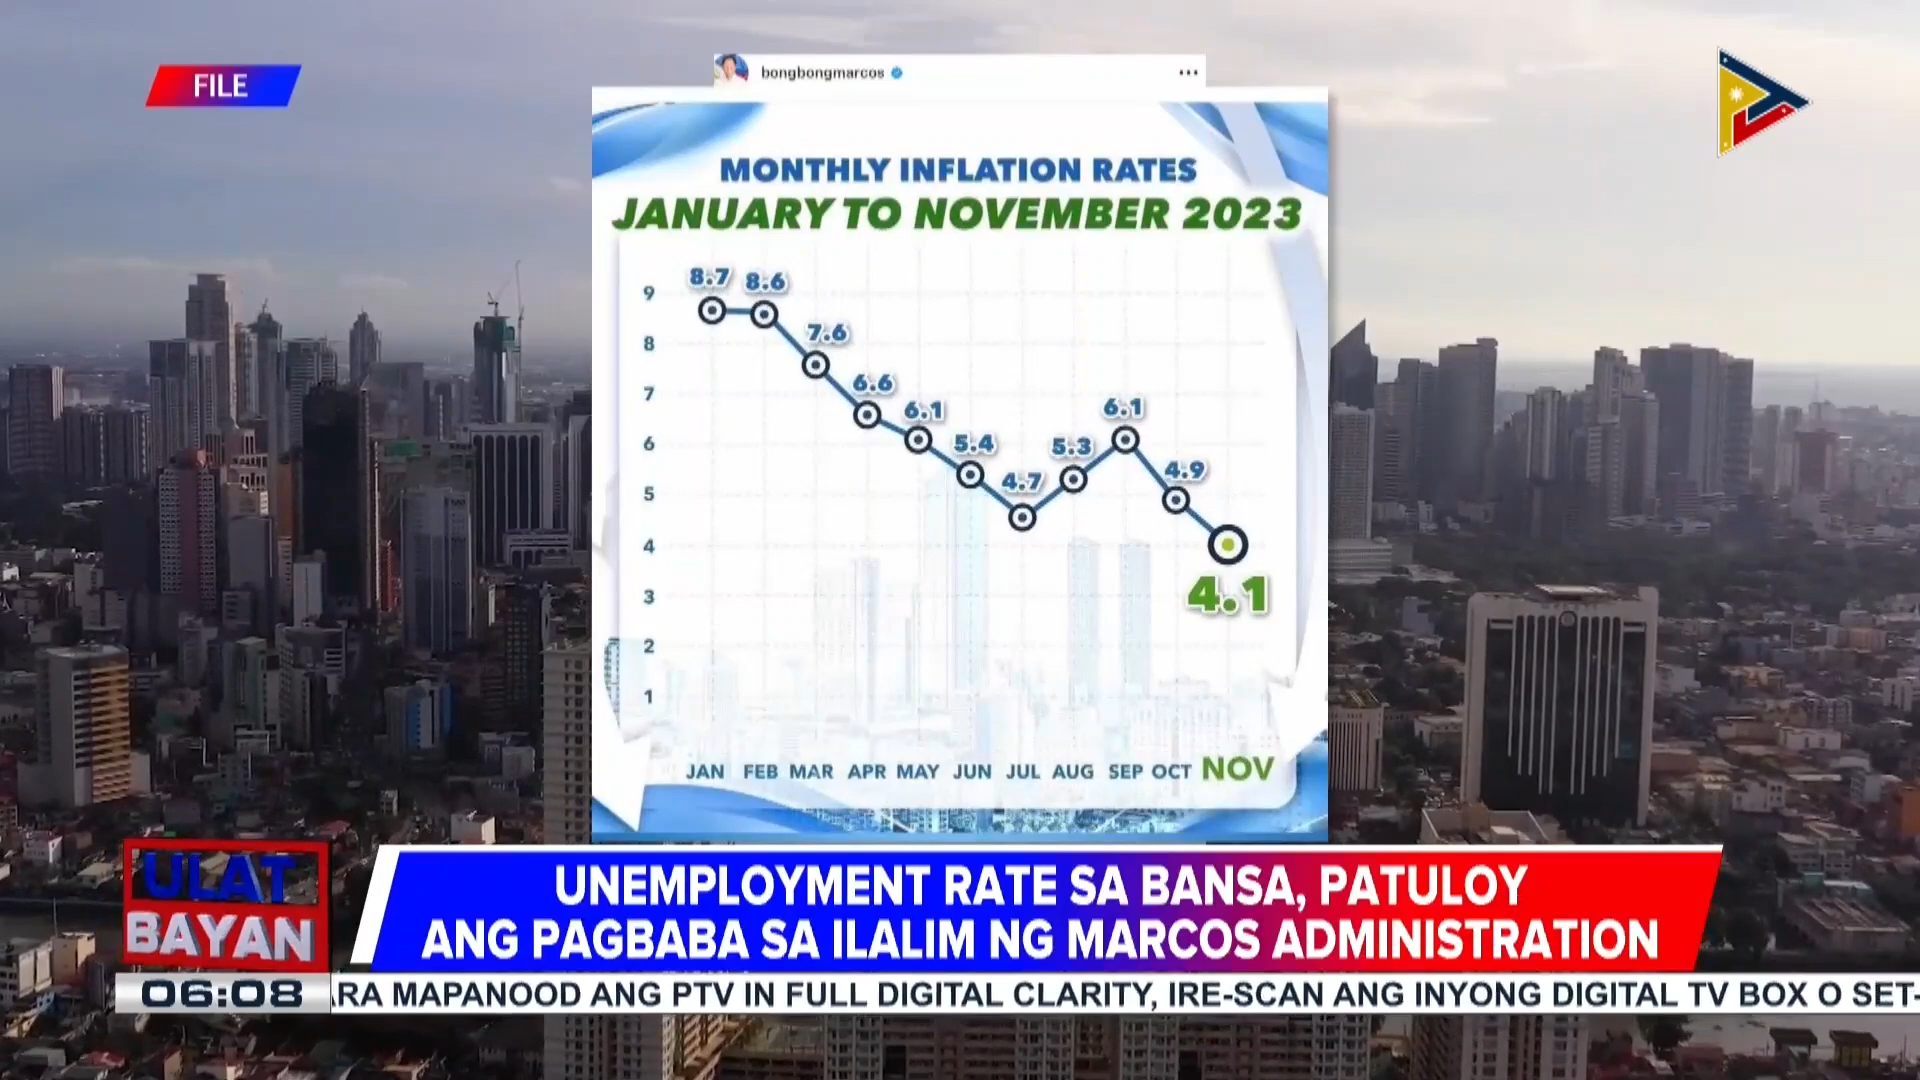 FILE
bongbongmarcos
MONTHLY INFLATION RATES
JANUARY TO NOVEMBER 2023
8.7 8.6
7.6
6.6
6.1
5.4
4.7
5.3
6.1
4.9
4.1
9
8
7
6
5
4
3
2
1
JAN FEB MAR APR MAY JUN JUL AUG SEP OCT NOV
ULAT
BAYAN
UNEMPLOYMENT RATE SA BANSA, PATULOY
ANG PAGBABA SA ILALIM NG MARCOS ADMINISTRATION
06:08
ARA MAPANOOD ANG PTV IN FULL DIGITAL CLARITY, IRE-SCAN ANG INYONG DIGITAL TV BOX O SET-